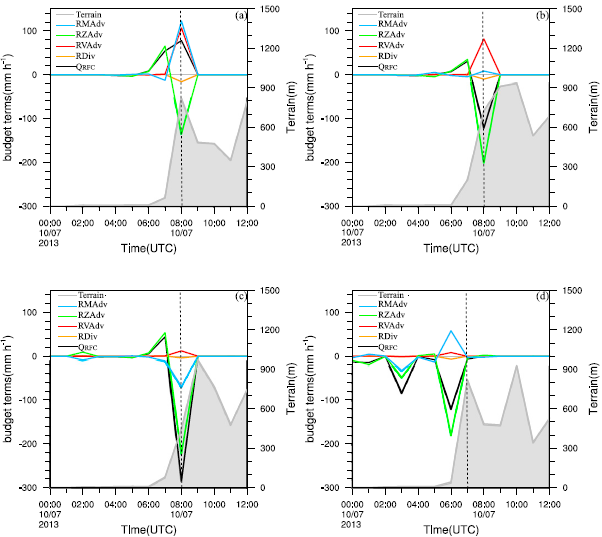 (a)
Terrain
RMAdv
RZAdv
RVAdv
RDiv
QRFC
100
0
-100
-200
-300
budget terms(mm h-1)
1500
1200
900
600
300
0
Terrain(m)
00:00 02:00 04:00 06:00 08:00 10:00 12:00
10/07 10/07
2013
Time(UTC)
(b)
Terrain
RMAdv
RZAdv
RVAdv
RDiv
QRFC
100
0
-100
-200
-300
budget terms(mm h-1)
1500
1200
900
600
300
0
Terrain(m)
00:00 02:00 04:00 06:00 08:00 10:00 12:00
10/07 10/07
2013
Time(UTC)
(c)
Terrain
RMAdv
RZAdv
RVAdv
RDiv
QRFC
100
0
-100
-200
-300
budget terms(mm h-1)
1500
1200
900
600
300
0
Terrain(m)
00:00 02:00 04:00 06:00 08:00 10:00 12:00
10/07 10/07
2013
Time(UTC)
(d)
Terrain
RMAdv
RZAdv
RVAdv
RDiv
QRFC
100
0
-100
-200
-300
budget terms(mm h-1)
1500
1200
900
600
300
0
Terrain(m)
00:00 02:00 04:00 06:00 08:00 10:00 12:00
10/07 10/07
2013
Time(UTC)